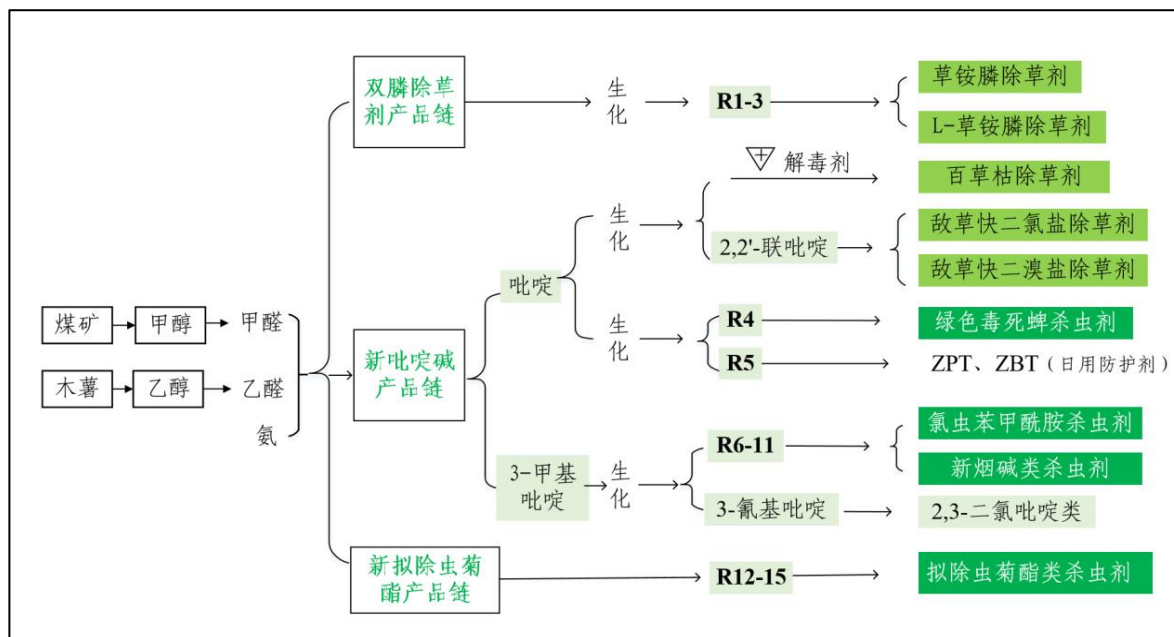 双膦除草
剂产品链
生
化
R1-3
草铵膦除草剂
L-草铵膦除草剂
解毒剂
百草枯除草剂
生
化
2,2'-联吡啶
敌草快二氯盐除草剂
敌草快二溴盐除草剂
吡啶
煤矿
甲醇
甲醛
木薯
乙醇
乙醛
氨
新吡啶碱
产品链
生
化
R4
绿色毒死蜱杀虫剂
R5
ZPT、ZBT（日用防护剂）
3-甲基
吡啶
生
化
R6-11
氯虫苯甲酰胺杀虫剂
新烟碱类杀虫剂
3-氰基吡啶
2,3-二氯吡啶类
新拟除虫菊
酯产品链
R12-15
拟除虫菊酯类杀虫剂